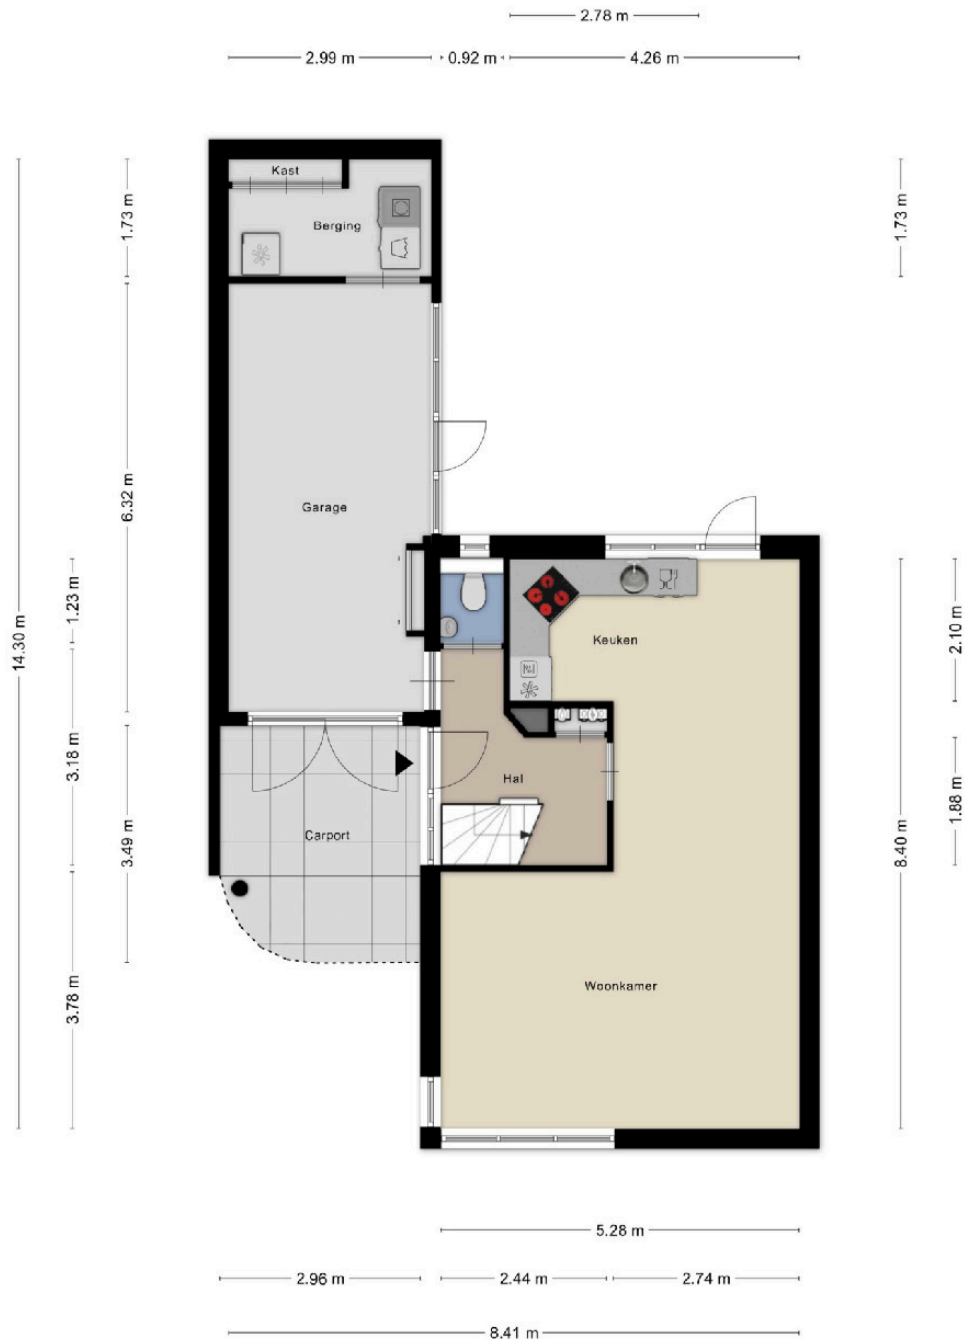 2.78 m
2.99 m
0.92 m
4.26 m
Kast
Berging
1.73 m
1.73 m
6.32 m
Garage
1.23 m
14.30 m
Keuken
2.10 m
3.18 m
Hal
1.88 m
Carport
3.49 m
8.40 m
Woonkamer
3.78 m
5.28 m
2.96 m
2.44 m
2.74 m
8.41 m